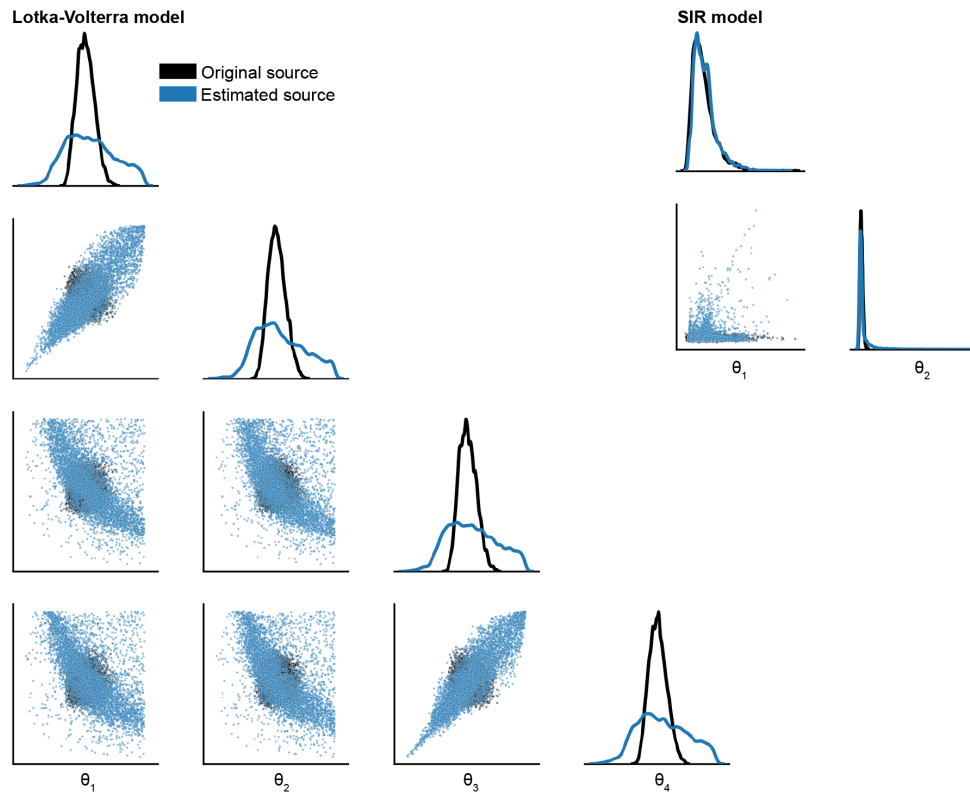 Lotka-Volterra model
SIR model
Original source
Estimated source
θ1
θ2
θ1
θ2
θ3
θ4